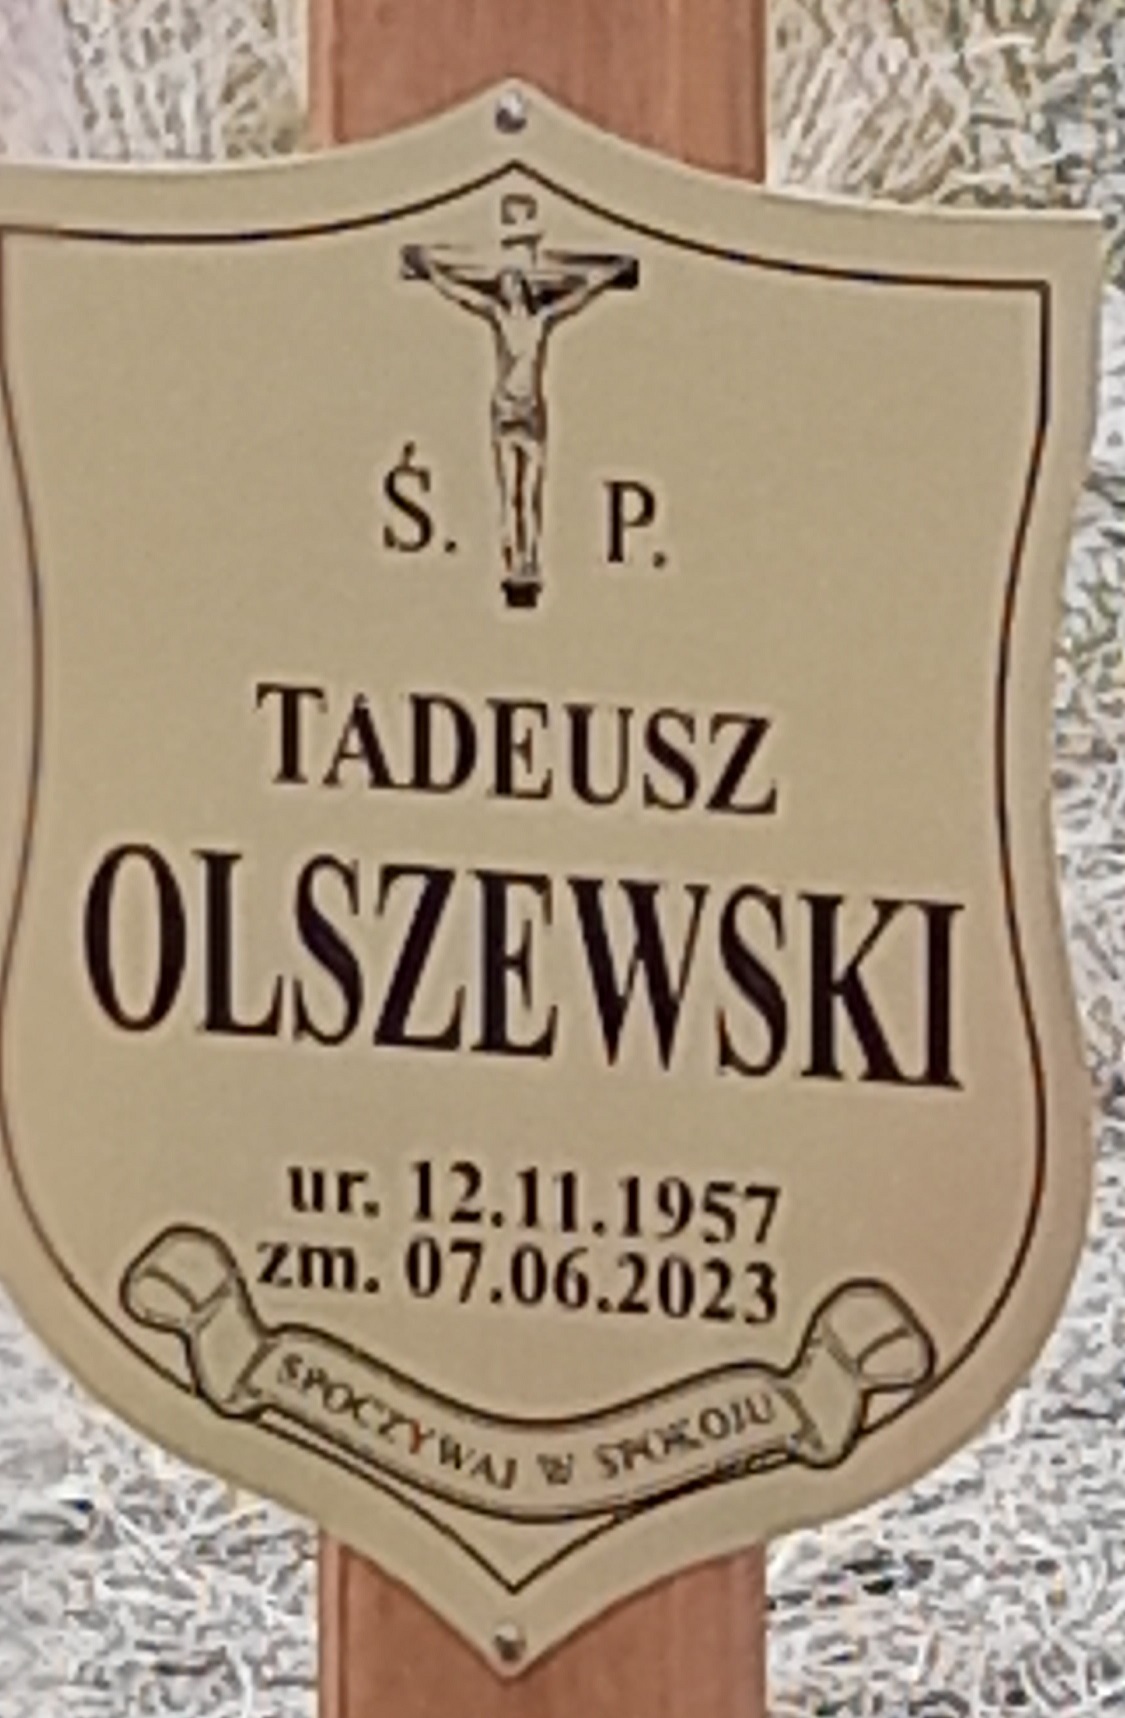 Ś. P.
TADEUSZ
OLSZEWSKI
ur. 12.11.1957
zm. 07.06.2023
SPOCZYWAJ W SPOKOJU